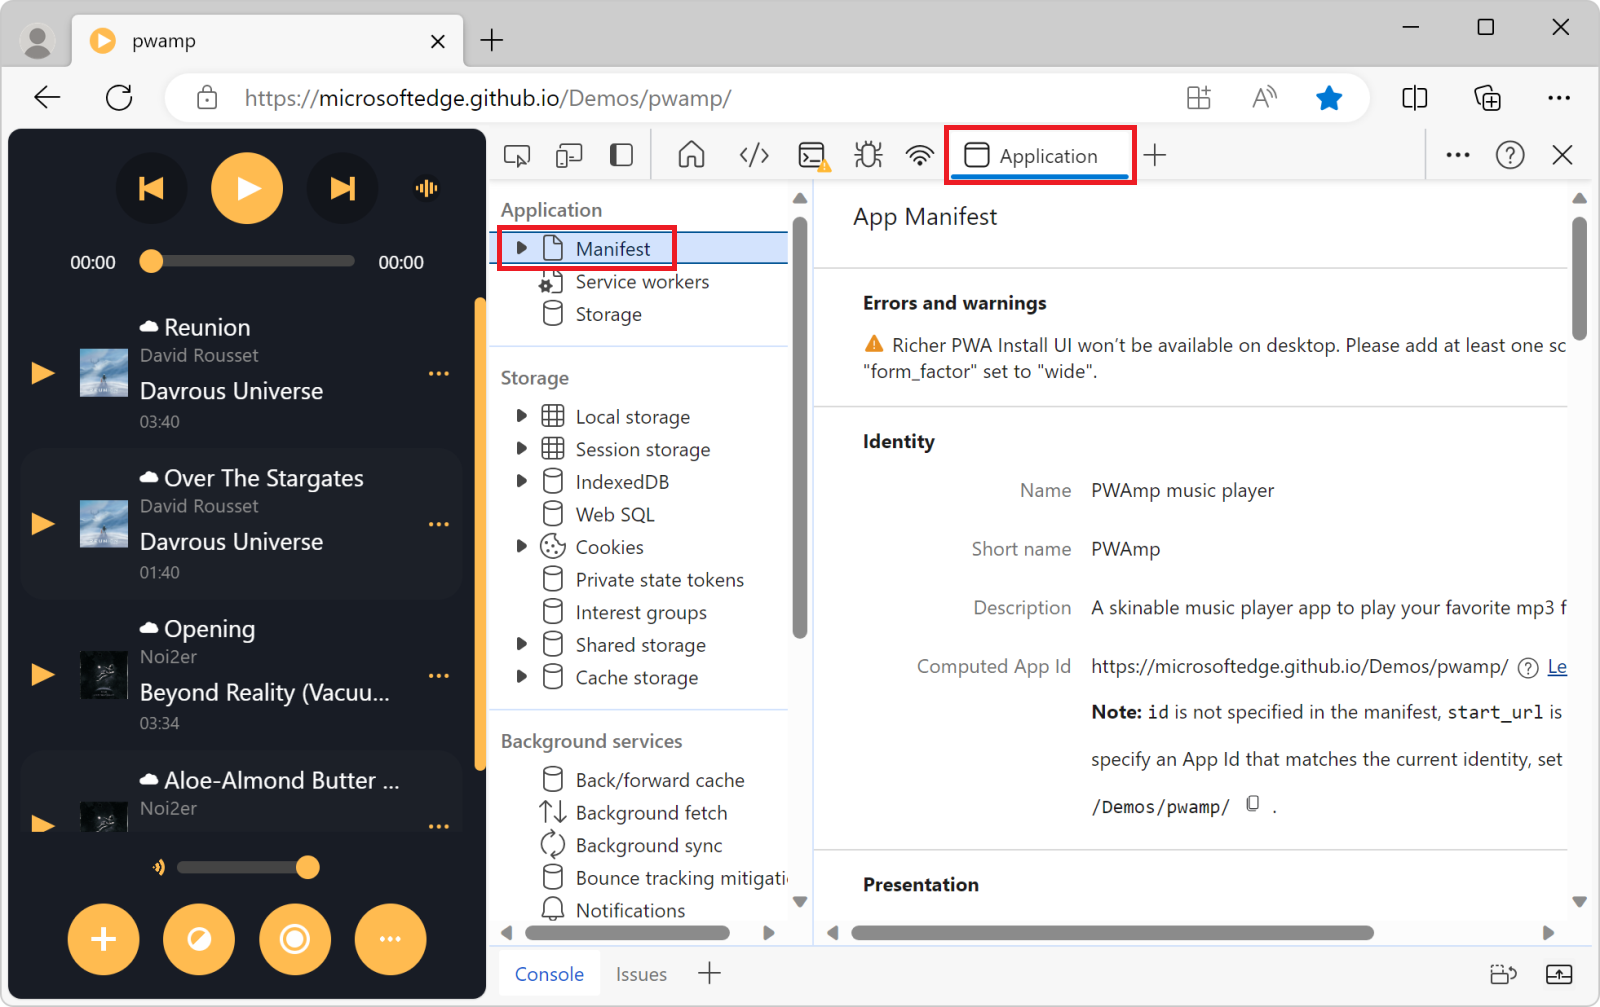 pwamp
https://microsoftedge.github.io/Demos/pwamp/
00:00
00:00
Reunion
David Rousset
Davrous Universe
03:40
Over The Stargates
David Rousset
Davrous Universe
01:40
Opening
Noi2er
Beyond Reality (Vacuu...
03:34
Aloe-Almond Butter ...
Noi2er
Application
Application
Manifest
Service workers
Storage
Storage
Local storage
Session storage
IndexedDB
Web SQL
Cookies
Private state tokens
Interest groups
Shared storage
Cache storage
Background services
Back/forward cache
Background fetch
Background sync
Bounce tracking mitigati
Notifications
App Manifest
Errors and warnings
Richer PWA Install UI won’t be available on desktop. Please add at least one sc
"form_factor" set to "wide".
Identity
Name PWAmp music player
Short name PWAmp
Description A skinable music player app to play your favorite mp3 f
Computed App Id https://microsoftedge.github.io/Demos/pwamp/ Le
Note: id is not specified in the manifest, start_url is
specify an App Id that matches the current identity, set
/Demos/pwamp/ .
Presentation
Console Issues